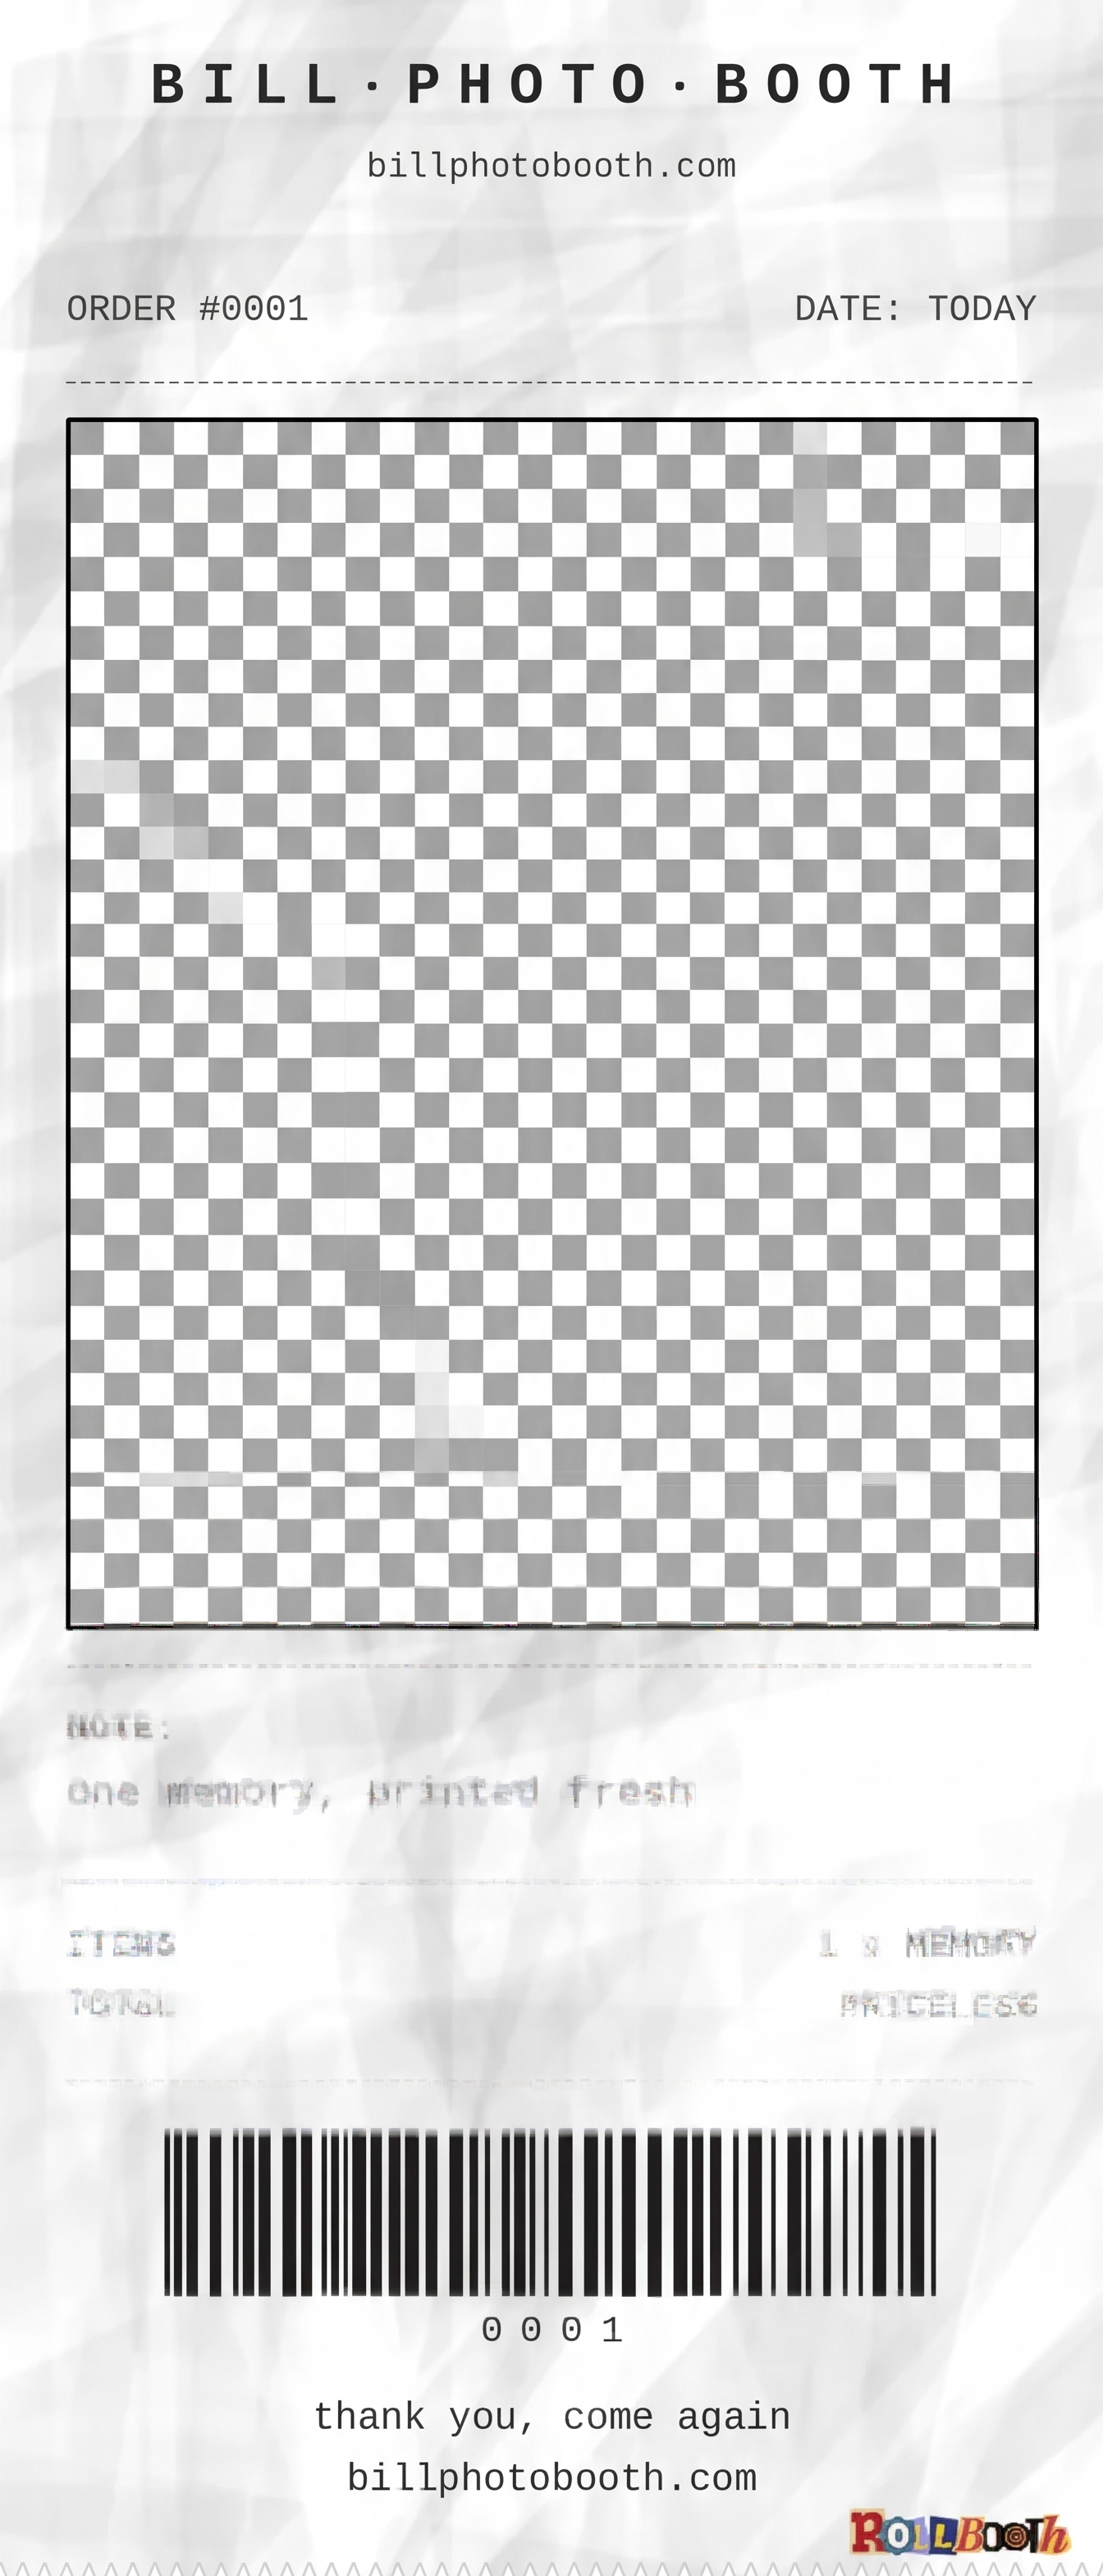 BILL·PHOTO·BOOTH
billphotobooth.com
ORDER #0001 DATE: TODAY
NOTE:
one memory, printed fresh
ITEMS 1 x MEMORY
TOTAL PRICELESS
0001
thank you, come again
billphotobooth.com
ROLLBOOTh